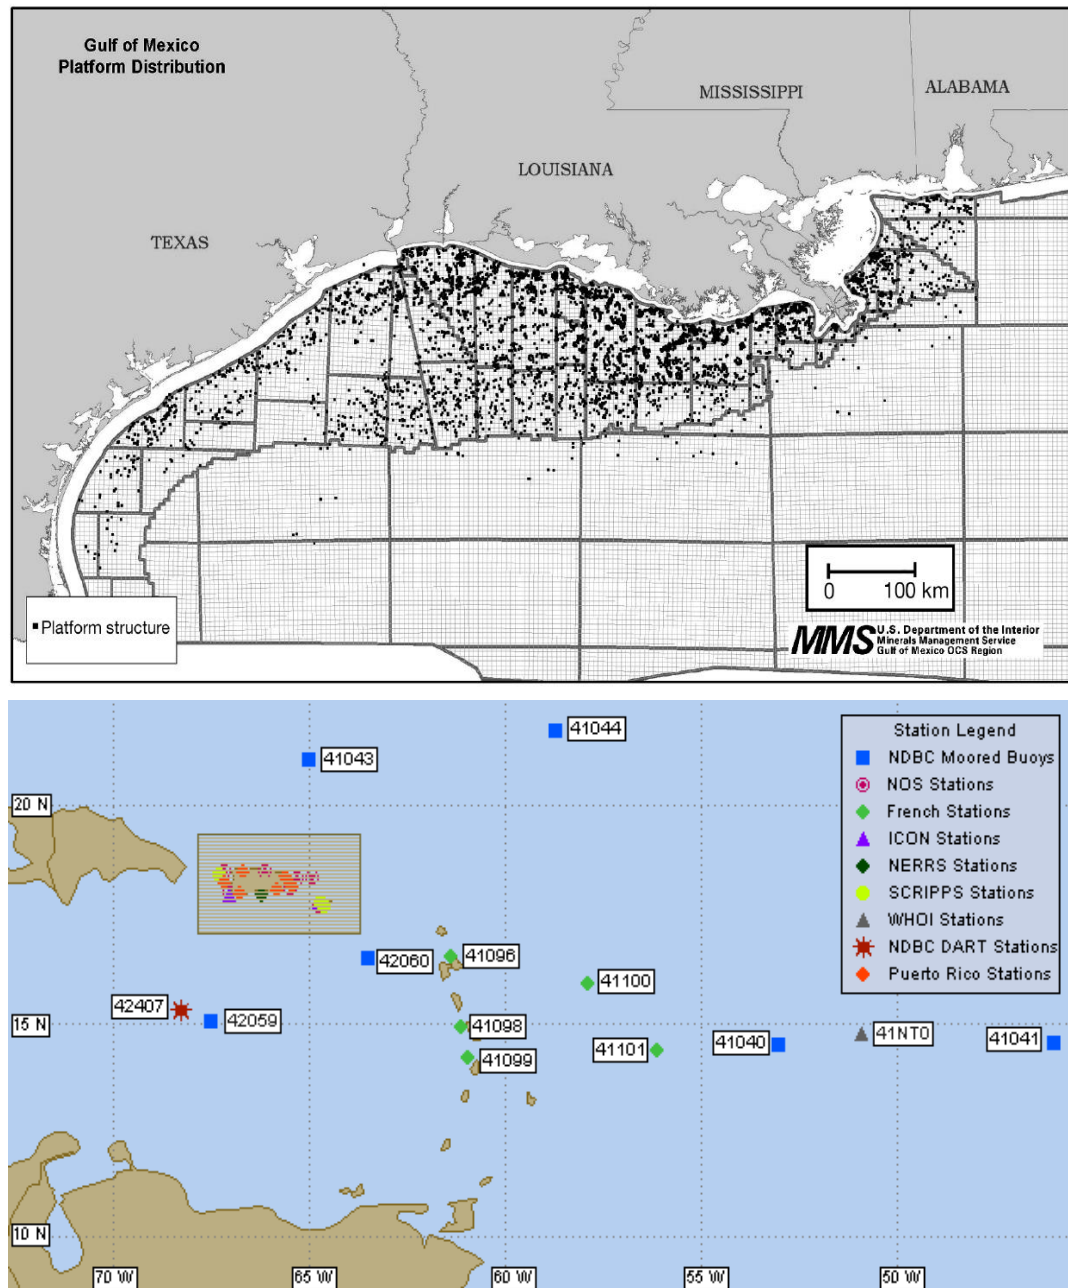 Gulf of Mexico
Platform Distribution
MISSISSIPPI
ALABAMA
LOUISIANA
TEXAS
0 100 km
Platform structure
MMS U.S. Department of the Interior
Minerals Management Service
Gulf of Mexico OCS Region
41044
41043
Station Legend
NDBC Moored Buoys
NOS Stations
French Stations
ICON Stations
NERRS Stations
SCRIPPS Stations
WHOI Stations
NDBC DART Stations
Puerto Rico Stations
20 N
42060
41096
41100
42407
15 N
42059
41098
41099
41101
41040
41NT0
41041
10 N
70 W
65 W
60 W
55 W
50 W